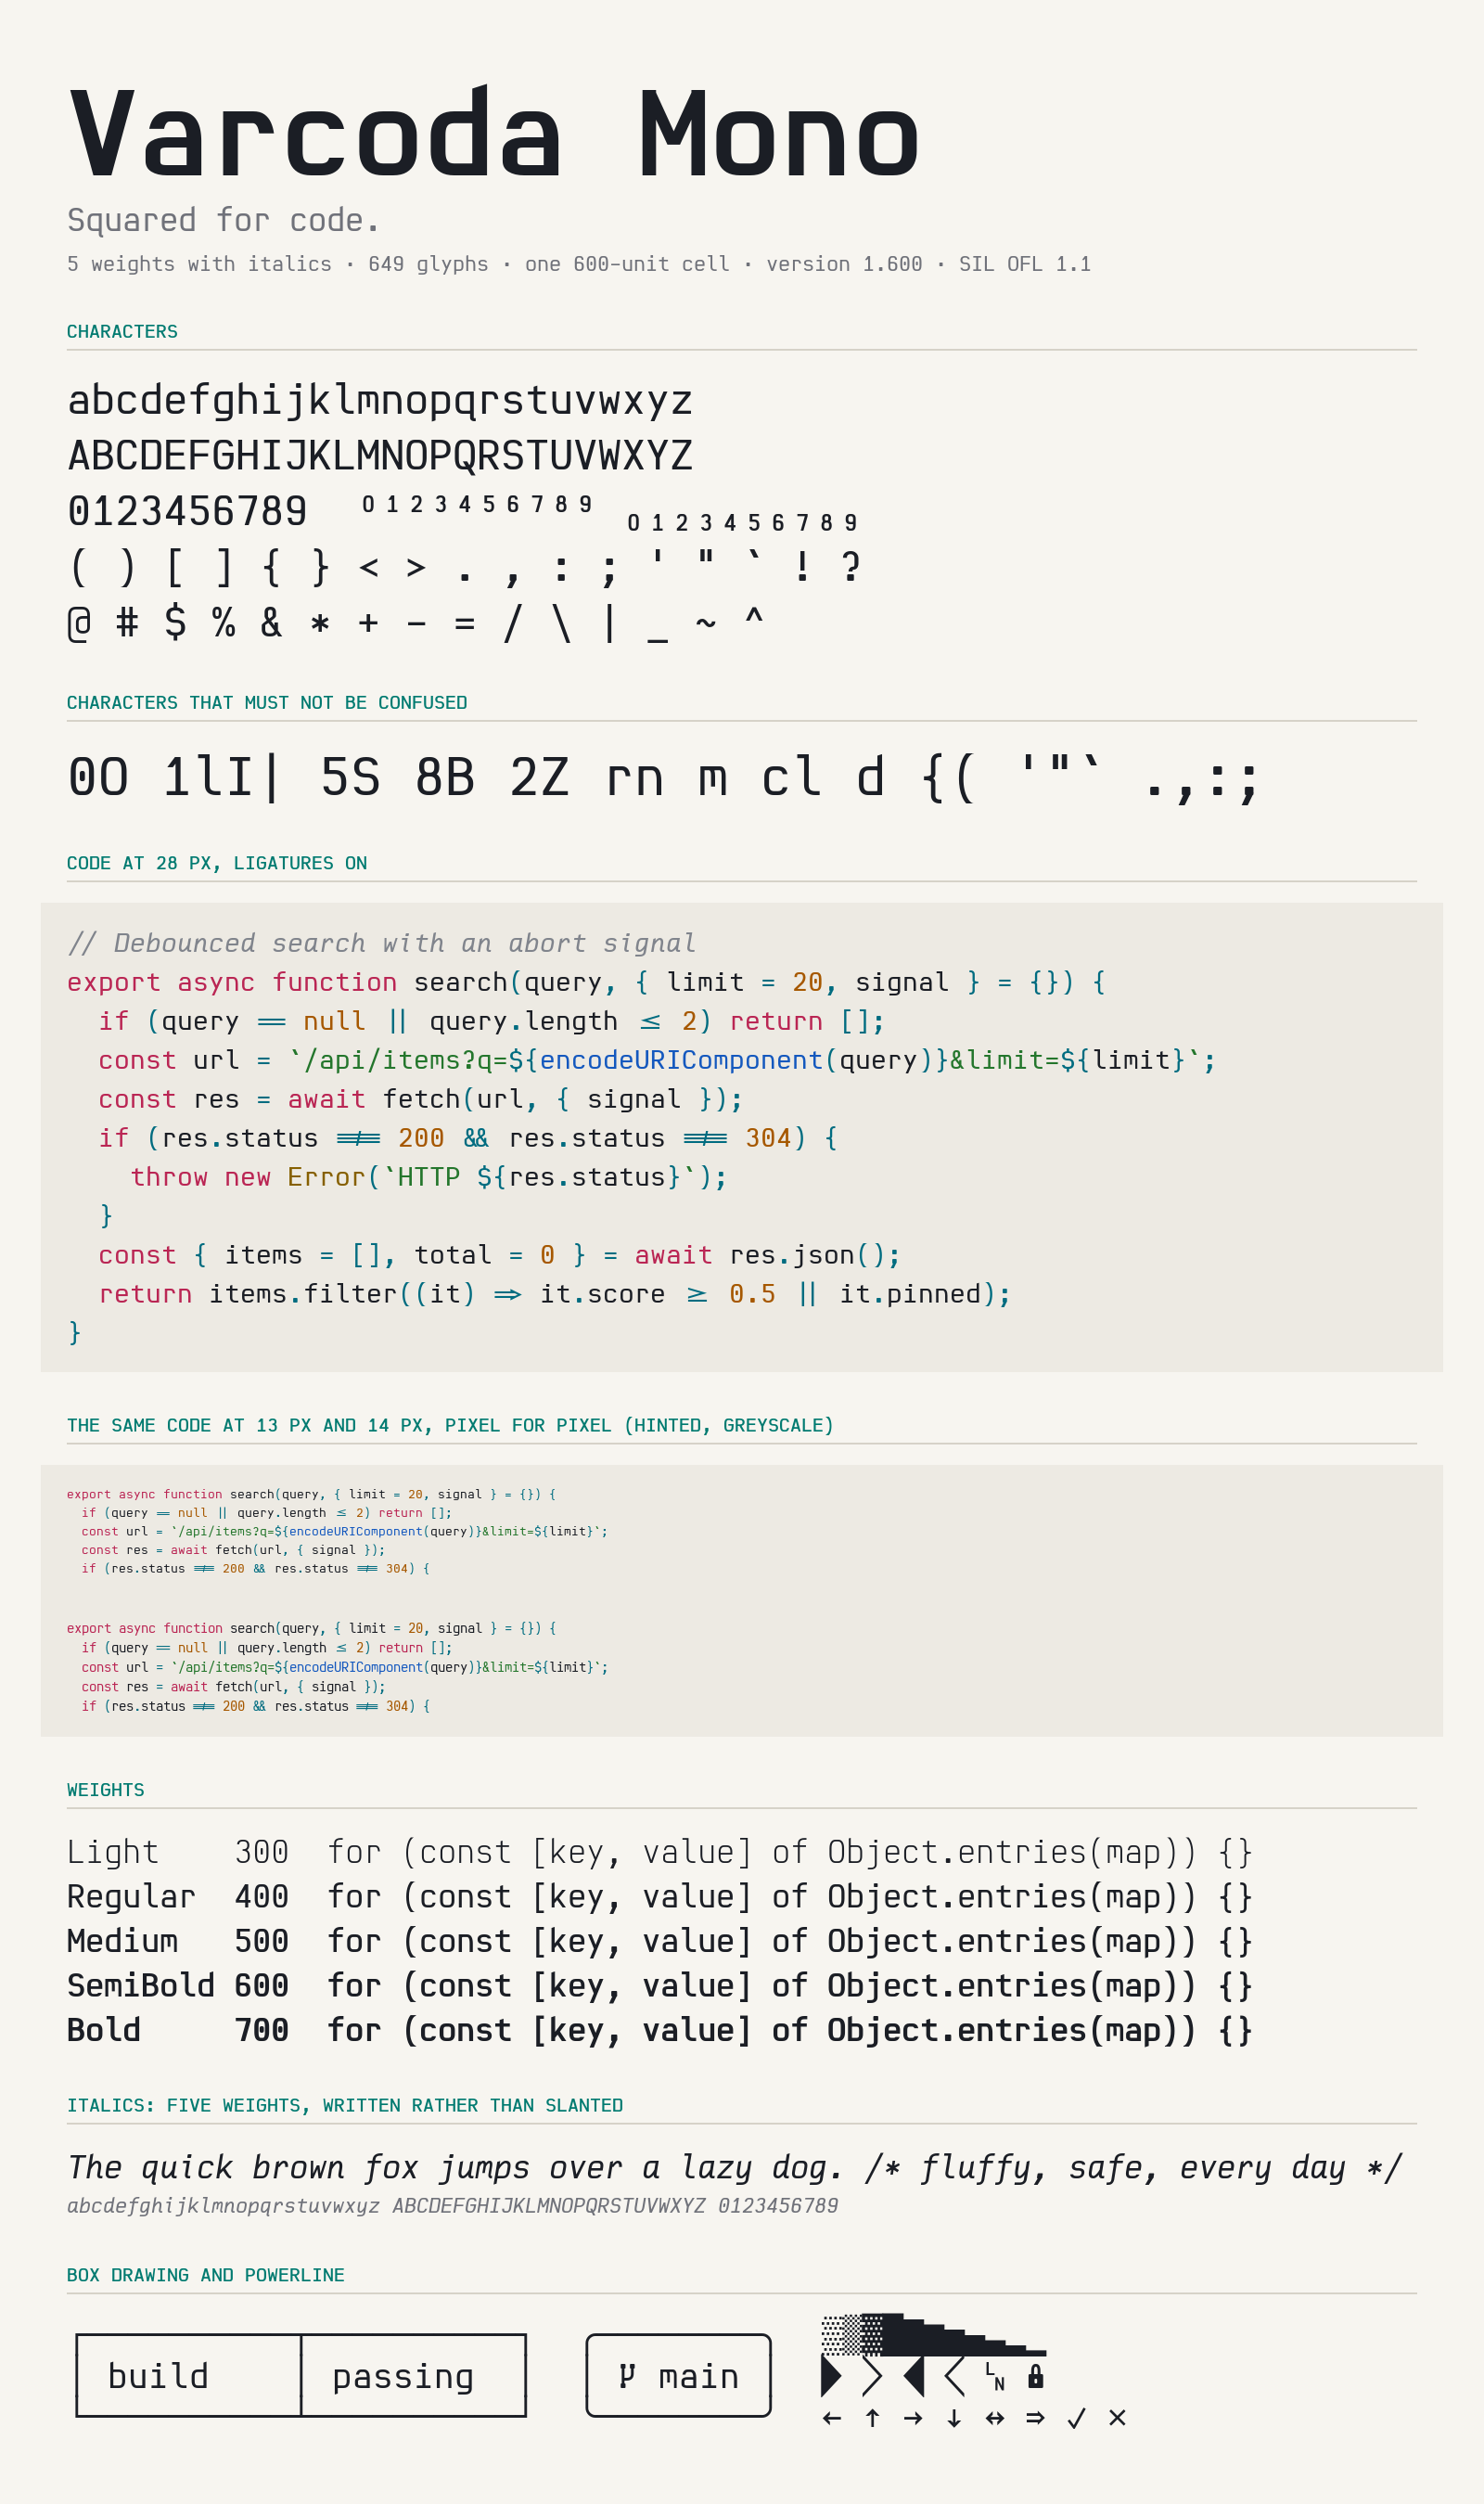 Varcoda Mono
Squared for code.
5 weights with italics · 649 glyphs · one 600-unit cell · version 1.600 · SIL OFL 1.1
CHARACTERS
abcdefghijklmnopqrstuvwxyz
ABCDEFGHIJKLMNOPQRSTUVWXYZ
0123456789 0 1 2 3 4 5 6 7 8 9 0 1 2 3 4 5 6 7 8 9
( ) [ ] { } < > . , : ; ' " ` ! ?
@ # $ % & * + - = / \ | _ ~ ^
CHARACTERS THAT MUST NOT BE CONFUSED
0O 1lI| 5S 8B 2Z rn m cl d {( '"` .,:;
CODE AT 28 PX, LIGATURES ON
// Debounced search with an abort signal
export async function search(query, { limit = 20, signal } = {}) {
  if (query == null || query.length <= 2) return [];
  const url = `/api/items?q=${encodeURIComponent(query)}&limit=${limit}`;
  const res = await fetch(url, { signal });
  if (res.status !== 200 && res.status !== 304) {
    throw new Error(`HTTP ${res.status}`);
  }
  const { items = [], total = 0 } = await res.json();
  return items.filter((it) => it.score >= 0.5 || it.pinned);
}
THE SAME CODE AT 13 PX AND 14 PX, PIXEL FOR PIXEL (HINTED, GREYSCALE)
export async function search(query, { limit = 20, signal } = {}) {
  if (query == null || query.length <= 2) return [];
  const url = `/api/items?q=${encodeURIComponent(query)}&limit=${limit}`;
  const res = await fetch(url, { signal });
  if (res.status !== 200 && res.status !== 304) {
export async function search(query, { limit = 20, signal } = {}) {
  if (query == null || query.length <= 2) return [];
  const url = `/api/items?q=${encodeURIComponent(query)}&limit=${limit}`;
  const res = await fetch(url, { signal });
  if (res.status !== 200 && res.status !== 304) {
WEIGHTS
Light 300 for (const [key, value] of Object.entries(map)) {}
Regular 400 for (const [key, value] of Object.entries(map)) {}
Medium 500 for (const [key, value] of Object.entries(map)) {}
SemiBold 600 for (const [key, value] of Object.entries(map)) {}
Bold 700 for (const [key, value] of Object.entries(map)) {}
ITALICS: FIVE WEIGHTS, WRITTEN RATHER THAN SLANTED
The quick brown fox jumps over a lazy dog. /* fluffy, safe, every day */
abcdefghijklmnopqrstuvwxyz ABCDEFGHIJKLMNOPQRSTUVWXYZ 0123456789
BOX DRAWING AND POWERLINE
build passing main LN
← ↑ → ↓ ↔ ⇒ ✓ ✕